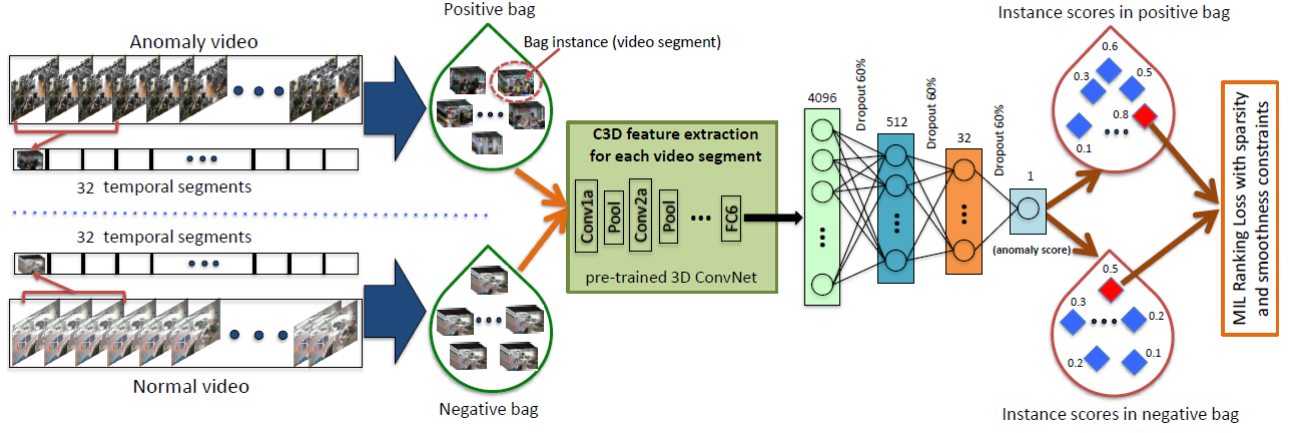 Anomaly video
32 temporal segments
32 temporal segments
Normal video
Positive bag
Bag instance (video segment)
Negative bag
C3D feature extraction
for each video segment
Conv1a
Pool
Conv2a
Pool
FC6
pre-trained 3D ConvNet
4096
Dropout 60%
512
Dropout 60%
32
Dropout 60%
1
(anomaly score)
Instance scores in positive bag
0.6
0.3
0.5
0.8
0.1
0.5
0.3
0.2
0.2
0.1
Instance scores in negative bag
MIL Ranking Loss with sparsity
and smoothness constraints